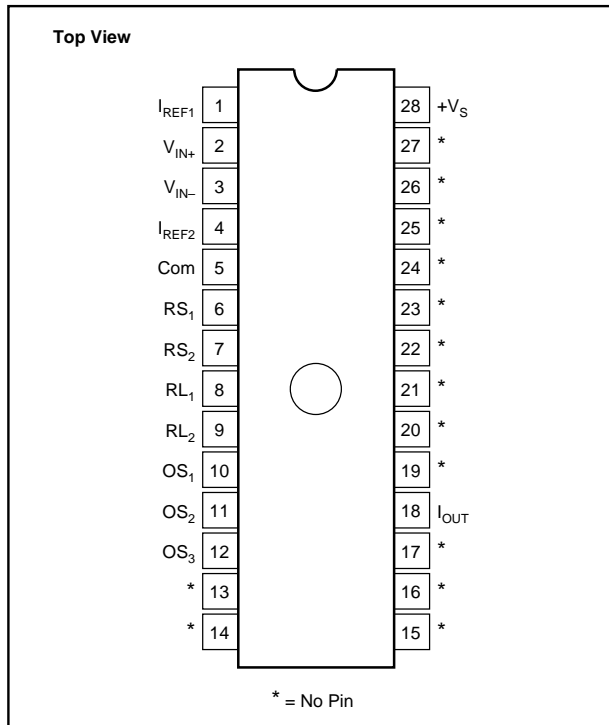 Top View
I_REF1 1 28 +V_S
V_IN+ 2 27 *
V_IN– 3 26 *
I_REF2 4 25 *
Com 5 24 *
RS_1 6 23 *
RS_2 7 22 *
RL_1 8 21 *
RL_2 9 20 *
OS_1 10 19 *
OS_2 11 18 I_OUT
OS_3 12 17 *
* 13 16 *
* 14 15 *
* = No Pin